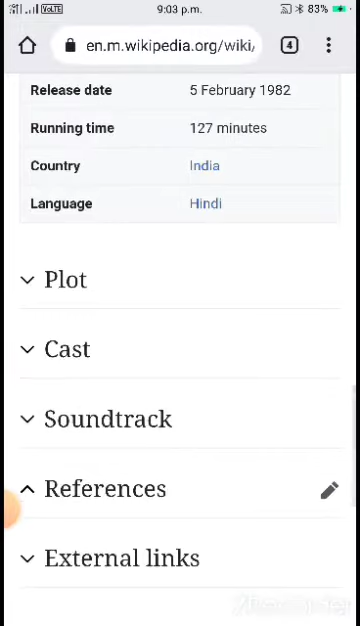 VoLTE 9:03 p.m. 83%
en.m.wikipedia.org/wiki/ 4
Release date 5 February 1982
Running time 127 minutes
Country India
Language Hindi
Plot
Cast
Soundtrack
References
External links